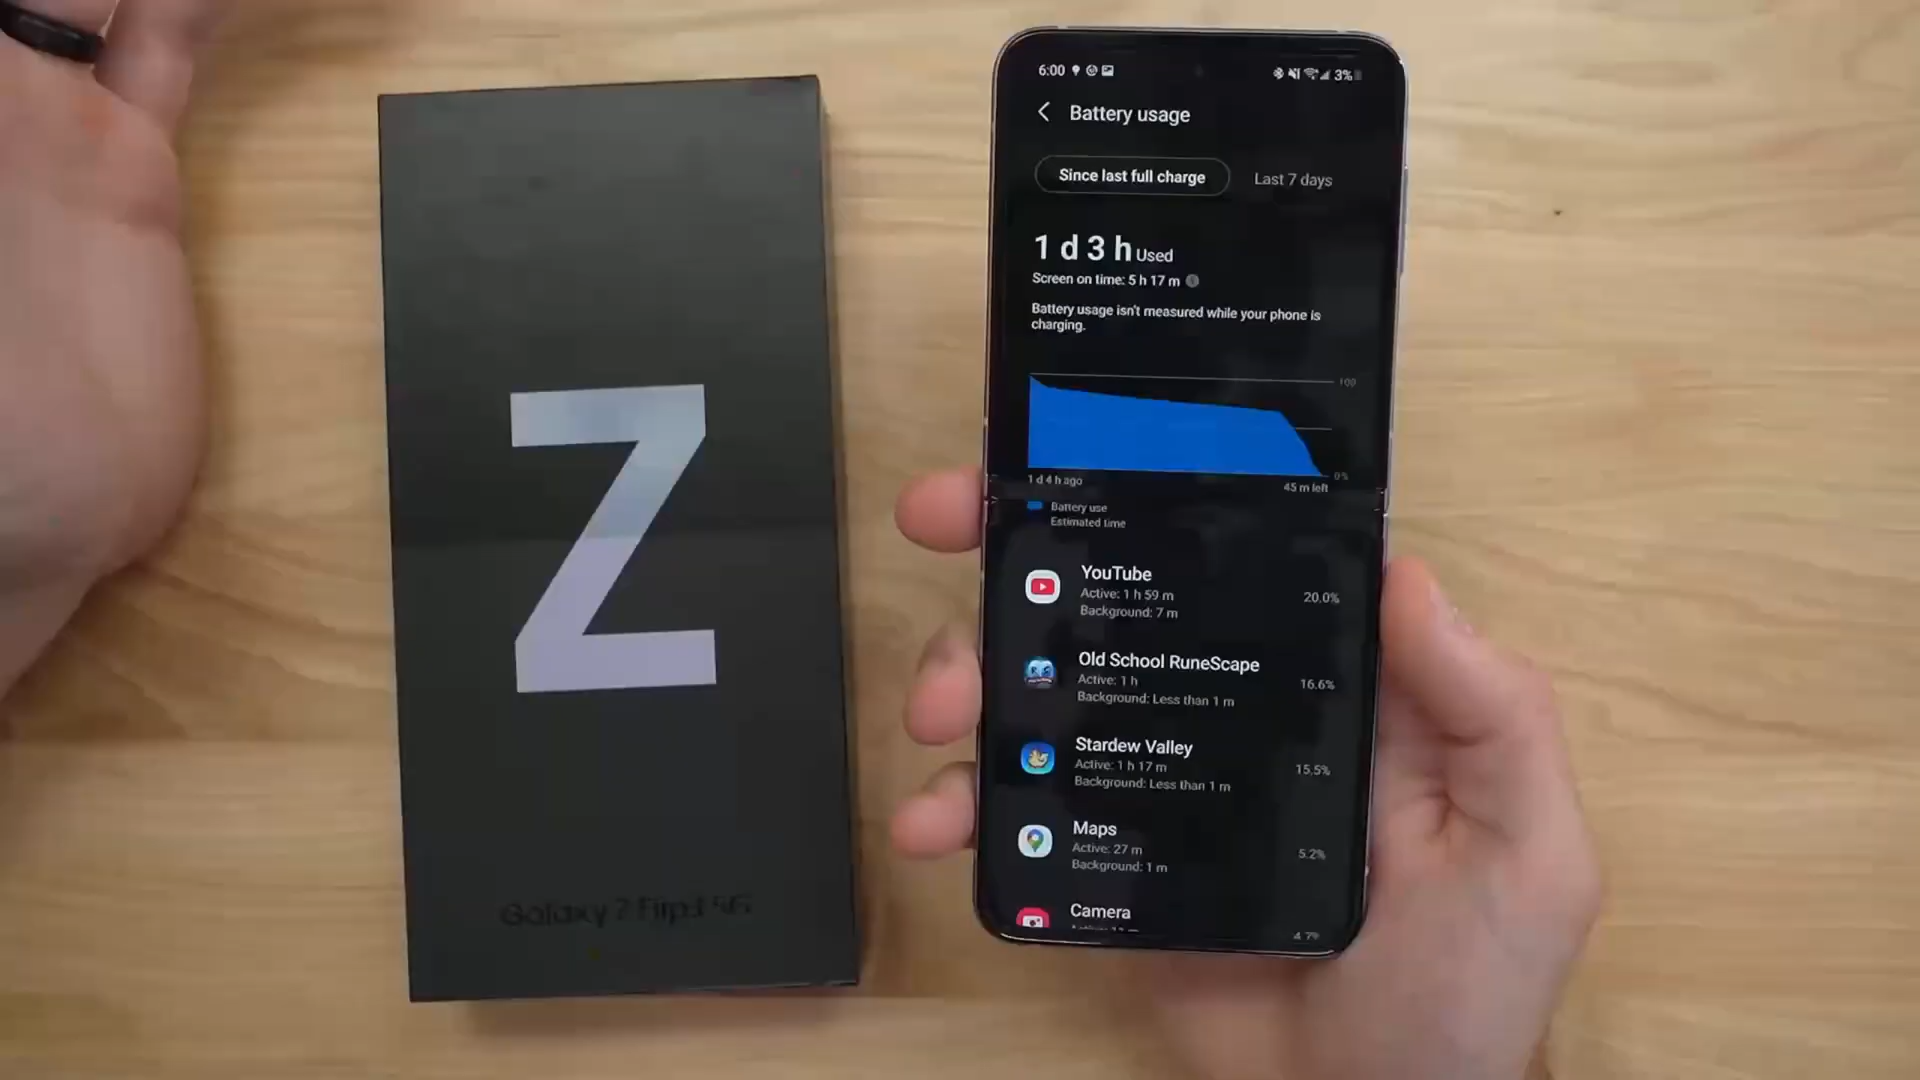 Z
Galaxy Z Flip3 5G
6:00
3%
Battery usage
Since last full charge
Last 7 days
1 d 3 h Used
Screen on time: 5 h 17 m
Battery usage isn't measured while your phone is
charging.
100
0%
1 d 4 h ago
45 m left
Battery use
Estimated time
YouTube
Active: 1 h 59 m
Background: 7 m
20.0%
Old School RuneScape
Active: 1 h
Background: Less than 1 m
16.6%
Stardew Valley
Active: 1 h 17 m
Background: Less than 1 m
15.5%
Maps
Active: 27 m
Background: 1 m
5.2%
Camera
4.7%